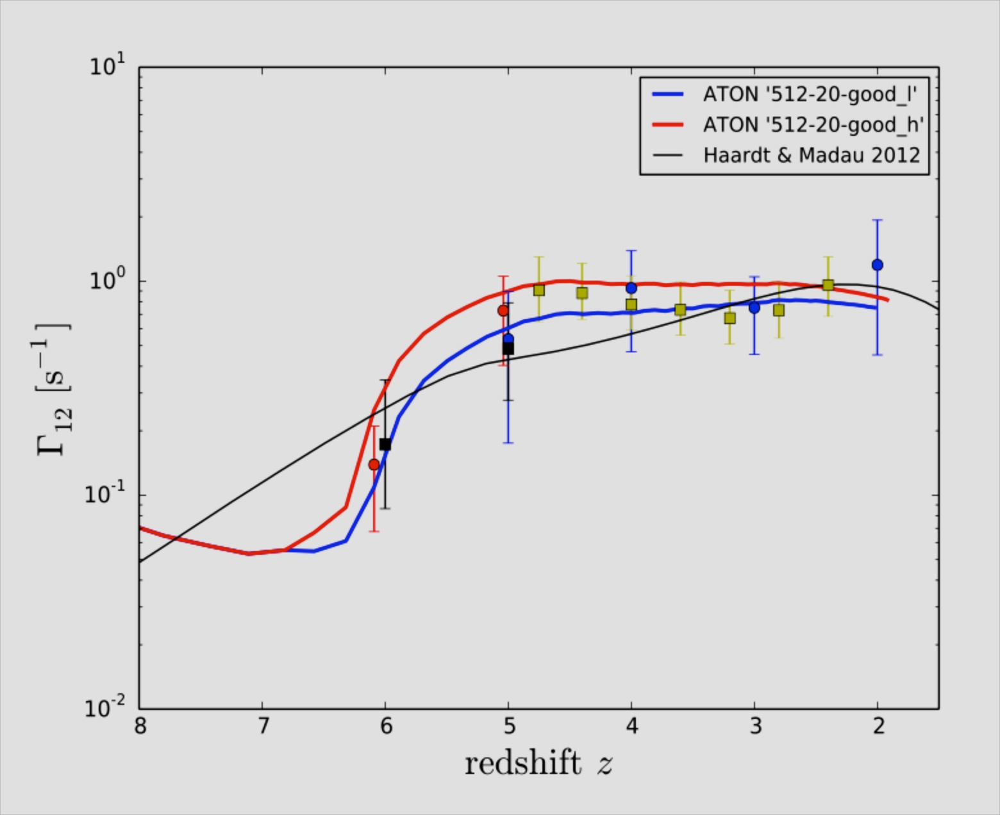 10^1
10^0
10^-1
10^-2
Γ_12 [s^−1]
ATON '512-20-good_l'
ATON '512-20-good_h'
Haardt & Madau 2012
8 7 6 5 4 3 2
redshift z